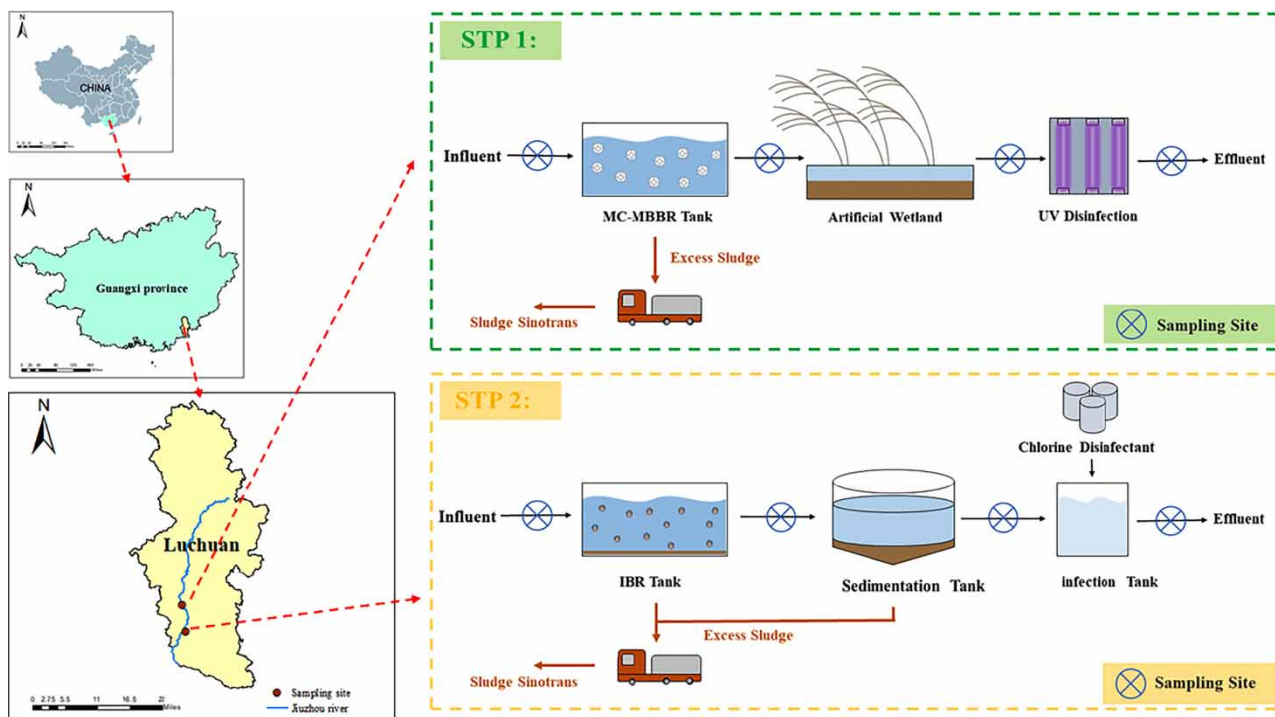 N
CHINA
N
Guangxi province
N
Luchuan
Sampling site
Jiuzhou river
0 2.75 5.5 11 16.5 22
Miles
STP 1:
Influent
Effluent
MC-MBBR Tank
Artificial Wetland
UV Disinfection
Excess Sludge
Sludge Sinotrans
Sampling Site
STP 2:
Chlorine Disinfectant
Influent
Effluent
IBR Tank
Sedimentation Tank
infection Tank
Excess Sludge
Sludge Sinotrans
Sampling Site